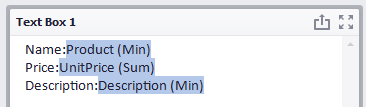 Text Box 1
Name:Product (Min)
Price:UnitPrice (Sum)
Description:Description (Min)